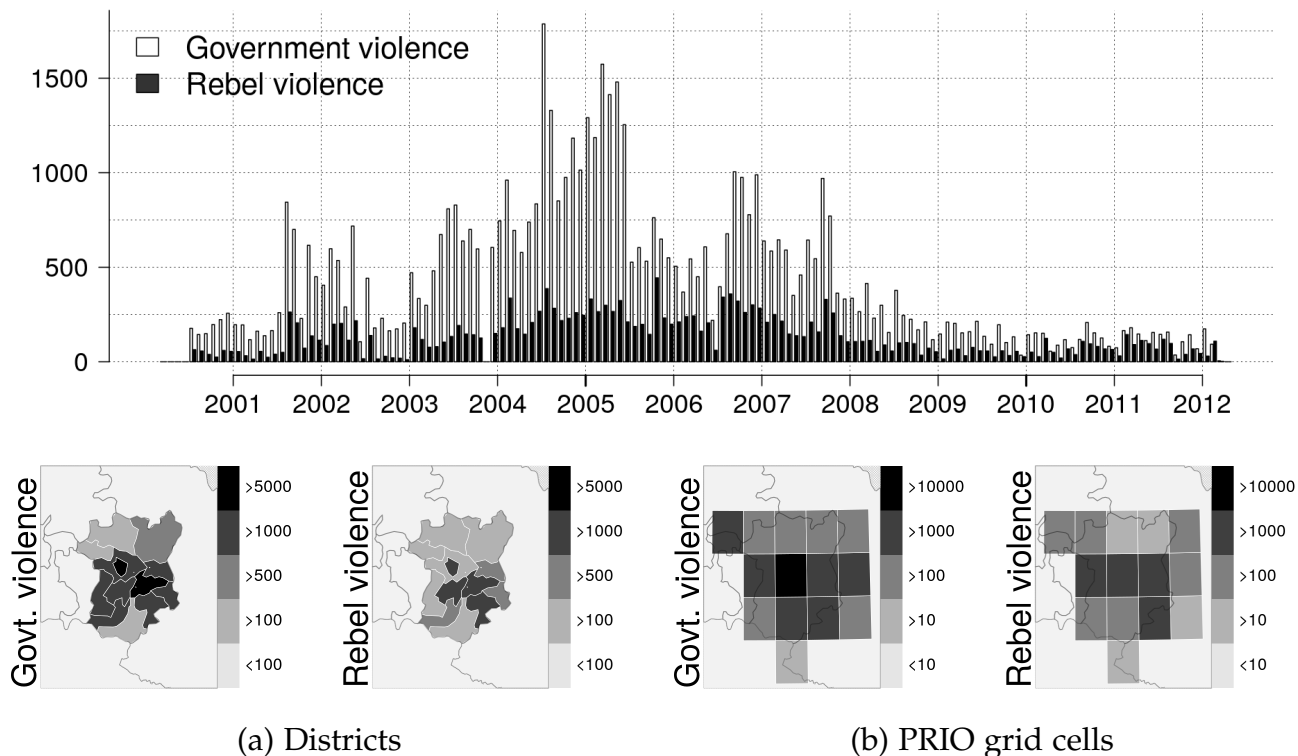 Government violence
Rebel violence
1500
1000
500
0
2001 2002 2003 2004 2005 2006 2007 2008 2009 2010 2011 2012
Govt. violence
>5000
>1000
>500
>100
<100
Rebel violence
>5000
>1000
>500
>100
<100
Govt. violence
>10000
>1000
>100
>10
<10
Rebel violence
>10000
>1000
>100
>10
<10
(a) Districts
(b) PRIO grid cells